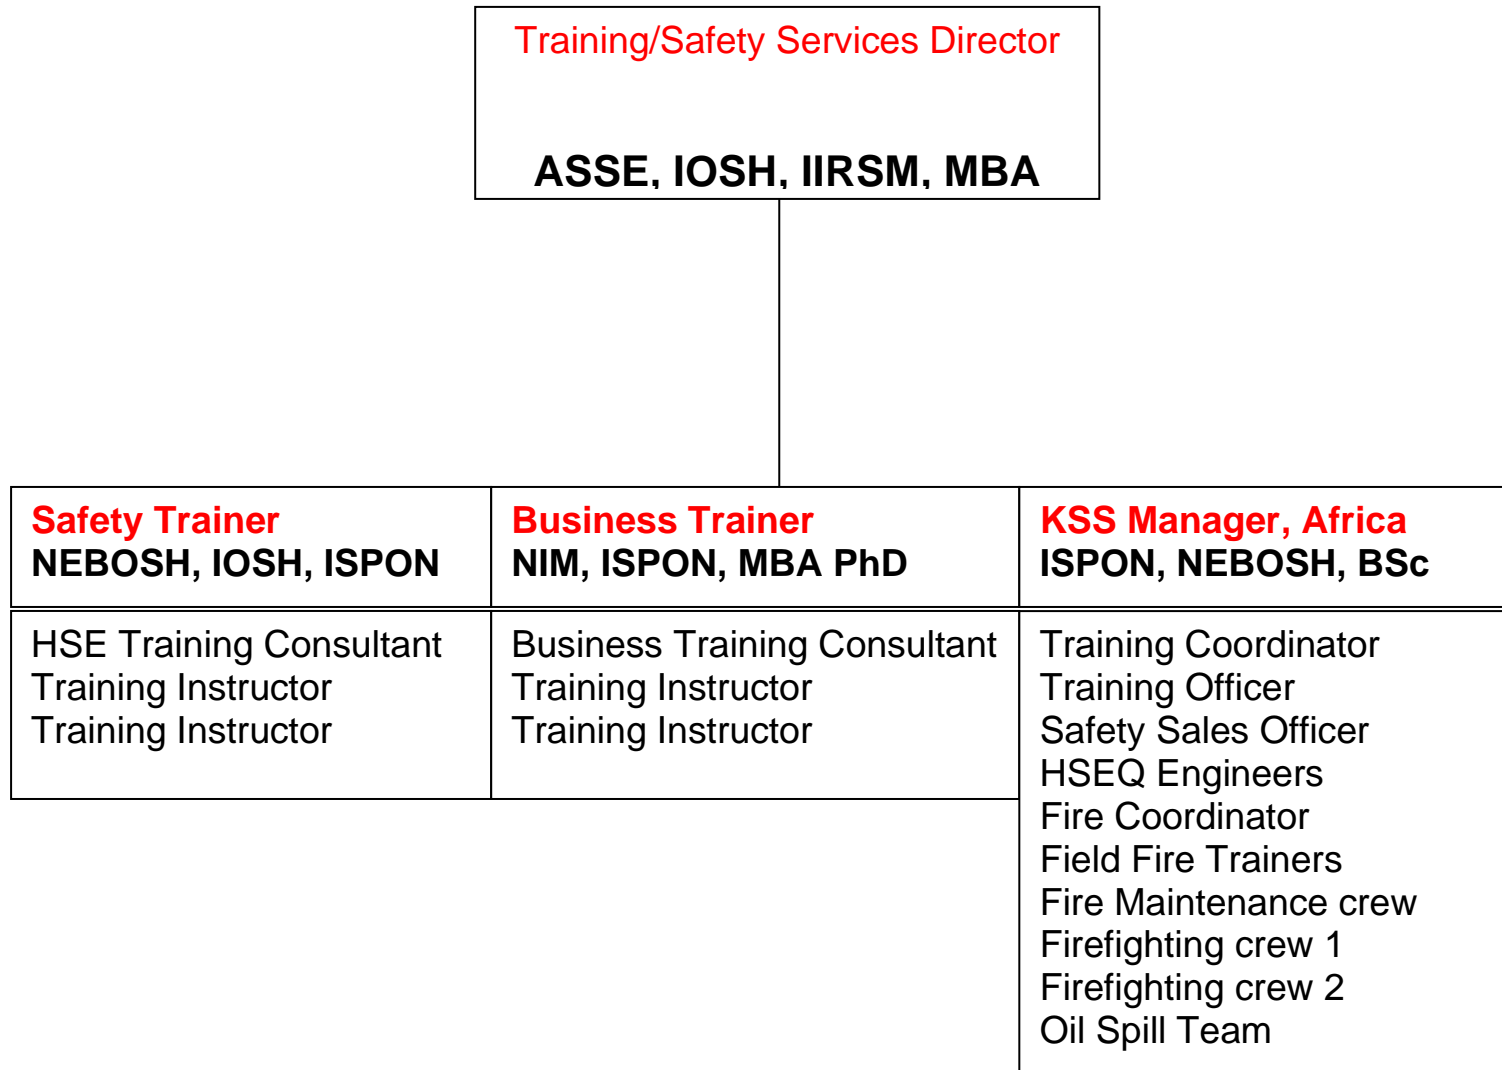 Training/Safety Services Director
ASSE, IOSH, IIRSM, MBA
Safety Trainer
NEBOSH, IOSH, ISPON
Business Trainer
NIM, ISPON, MBA PhD
KSS Manager, Africa
ISPON, NEBOSH, BSc
HSE Training Consultant
Training Instructor
Training Instructor
Business Training Consultant
Training Instructor
Training Instructor
Training Coordinator
Training Officer
Safety Sales Officer
HSEQ Engineers
Fire Coordinator
Field Fire Trainers
Fire Maintenance crew
Firefighting crew 1
Firefighting crew 2
Oil Spill Team